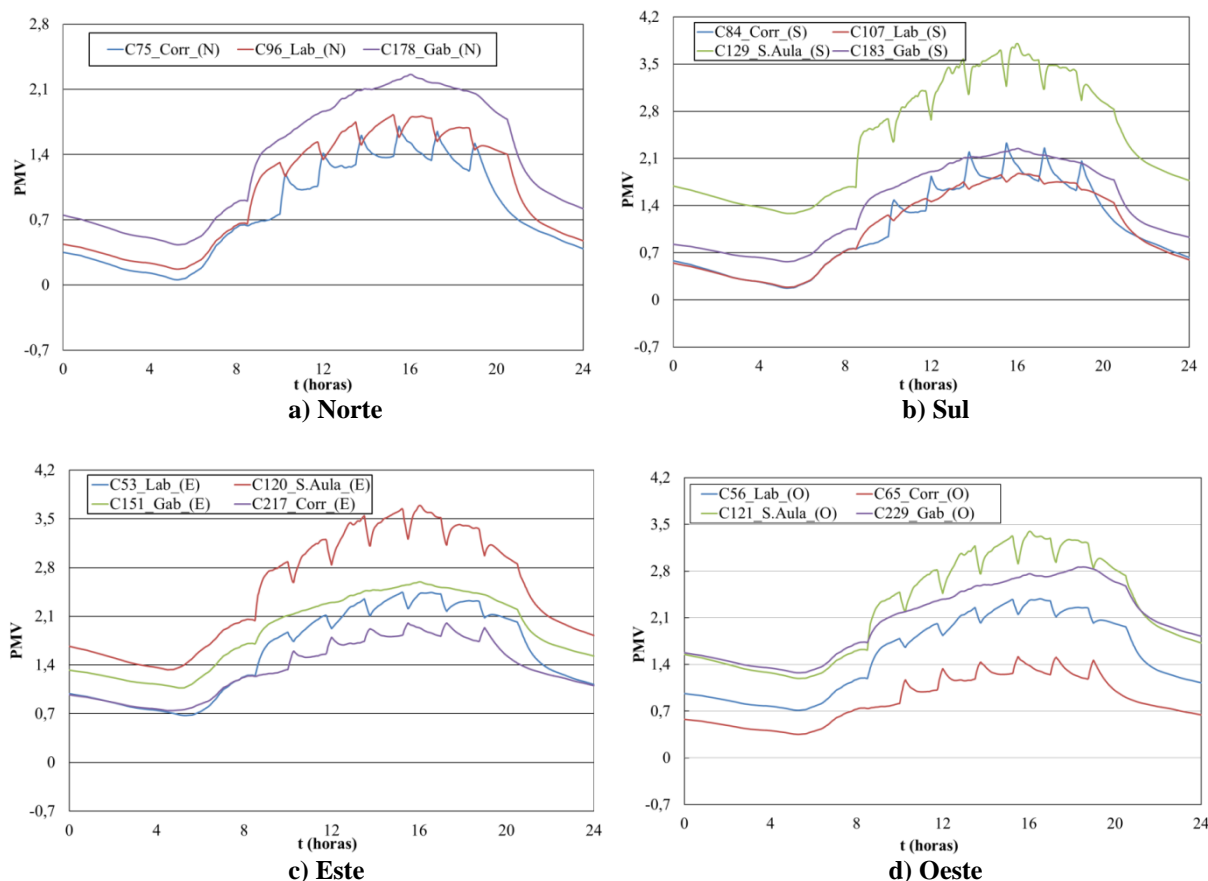 C75_Corr_(N) C96_Lab_(N) C178_Gab_(N)
2,8
2,1
1,4
0,7
0
-0,7
PMV
0 4 8 12 16 20 24
t (horas)
a) Norte
C84_Corr_(S) C107_Lab_(S)
C129_S.Aula_(S) C183_Gab_(S)
4,2
3,5
2,8
2,1
1,4
0,7
0
-0,7
PMV
0 4 8 12 16 20 24
t (horas)
b) Sul
C53_Lab_(E) C120_S.Aula_(E)
C151_Gab_(E) C217_Corr_(E)
4,2
3,5
2,8
2,1
1,4
0,7
0
-0,7
PMV
0 4 8 12 16 20 24
t (horas)
c) Este
C56_Lab_(O) C65_Corr_(O)
C121_S.Aula_(O) C229_Gab_(O)
4,2
3,5
2,8
2,1
1,4
0,7
0
-0,7
PMV
0 4 8 12 16 20 24
t (horas)
d) Oeste